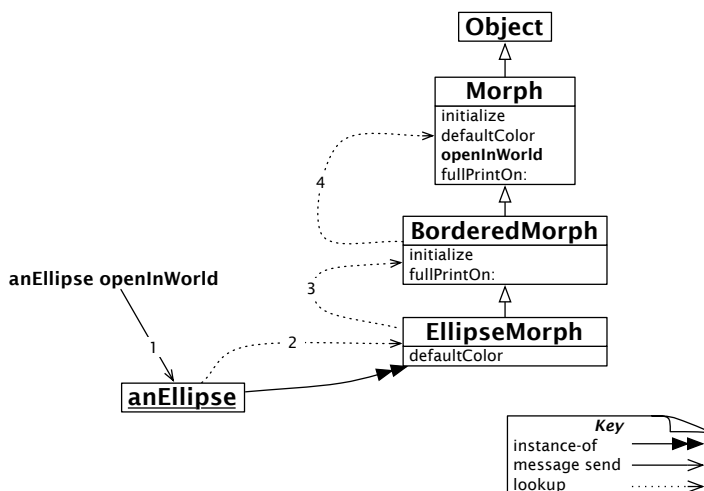 Object
Morph
initialize
defaultColor
openInWorld
fullPrintOn:
4
BorderedMorph
initialize
fullPrintOn:
anEllipse openInWorld
3
EllipseMorph
defaultColor
1
2
anEllipse
Key
instance-of
message send
lookup